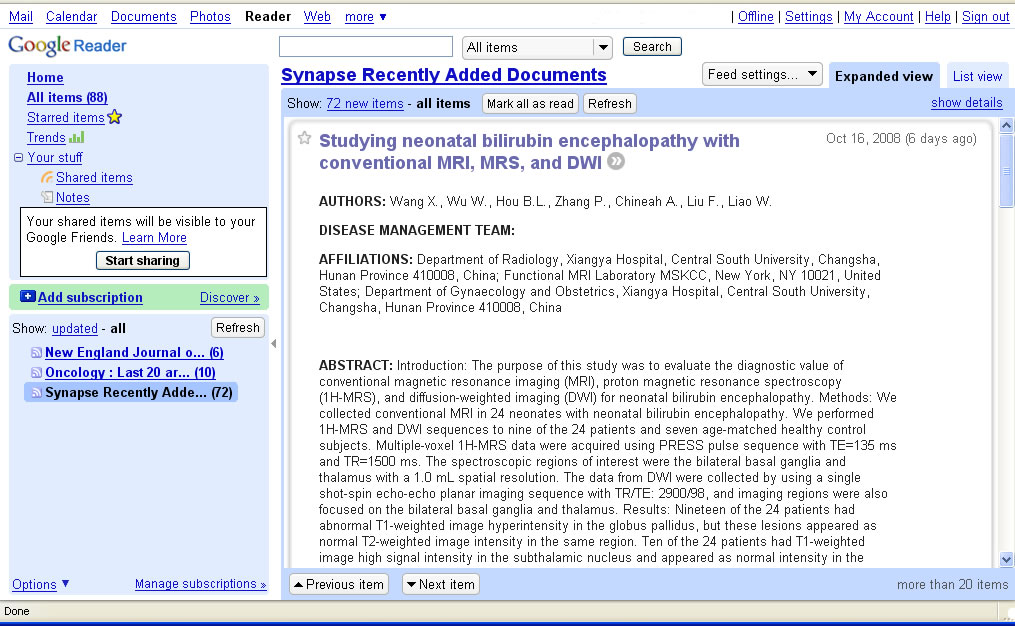 Mail Calendar Documents Photos Reader Web more ▼ | Offline | Settings | My Account | Help | Sign out
Google Reader
All items
Search
Home
All items (88)
Starred items
Trends
Your stuff
Shared items
Notes
Your shared items will be visible to your
Google Friends. Learn More
Start sharing
Add subscription Discover »
Show: updated - all Refresh
New England Journal o... (6)
Oncology : Last 20 ar... (10)
Synapse Recently Adde... (72)
Options ▼ Manage subscriptions »
Synapse Recently Added Documents
Feed settings... Expanded view List view
Show: 72 new items - all items Mark all as read Refresh show details
Studying neonatal bilirubin encephalopathy with
conventional MRI, MRS, and DWI »
Oct 16, 2008 (6 days ago)
AUTHORS: Wang X., Wu W., Hou B.L., Zhang P., Chineah A., Liu F., Liao W.
DISEASE MANAGEMENT TEAM:
AFFILIATIONS: Department of Radiology, Xiangya Hospital, Central South University, Changsha,
Hunan Province 410008, China; Functional MRI Laboratory MSKCC, New York, NY 10021, United
States; Department of Gynaecology and Obstetrics, Xiangya Hospital, Central South University,
Changsha, Hunan Province 410008, China
ABSTRACT: Introduction: The purpose of this study was to evaluate the diagnostic value of
conventional magnetic resonance imaging (MRI), proton magnetic resonance spectroscopy
(1H-MRS), and diffusion-weighted imaging (DWI) for neonatal bilirubin encephalopathy. Methods: We
collected conventional MRI in 24 neonates with neonatal bilirubin encephalopathy. We performed
1H-MRS and DWI sequences to nine of the 24 patients and seven age-matched healthy control
subjects. Multiple-voxel 1H-MRS data were acquired using PRESS pulse sequence with TE=135 ms
and TR=1500 ms. The spectroscopic regions of interest were the bilateral basal ganglia and
thalamus with a 1.0 mL spatial resolution. The data from DWI were collected by using a single
shot-spin echo-echo planar imaging sequence with TR/TE: 2900/98, and imaging regions were also
focused on the bilateral basal ganglia and thalamus. Results: Nineteen of the 24 patients had
abnormal T1-weighted image hyperintensity in the globus pallidus, but these lesions appeared as
normal T2-weighted image intensity in the same region. Ten of the 24 patients had T1-weighted
image high signal intensity in the subthalamic nucleus and appeared as normal intensity in the
Previous item Next item more than 20 items
Done